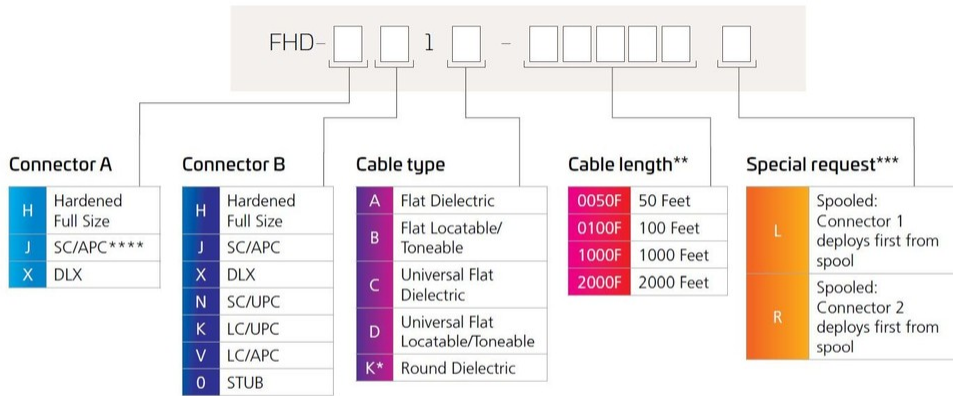 FHD- 1 -
Connector A
H Hardened
Full Size
J SC/APC****
X DLX
Connector B
H Hardened
Full Size
J SC/APC
X DLX
N SC/UPC
K LC/UPC
V LC/APC
0 STUB
Cable type
A Flat Dielectric
B Flat Locatable/
Toneable
C Universal Flat
Dielectric
D Universal Flat
Locatable/Toneable
K* Round Dielectric
Cable length**
0050F 50 Feet
0100F 100 Feet
1000F 1000 Feet
2000F 2000 Feet
Special request***
L Spooled:
Connector 1
deploys first from
spool
R Spooled:
Connector 2
deploys first from
spool